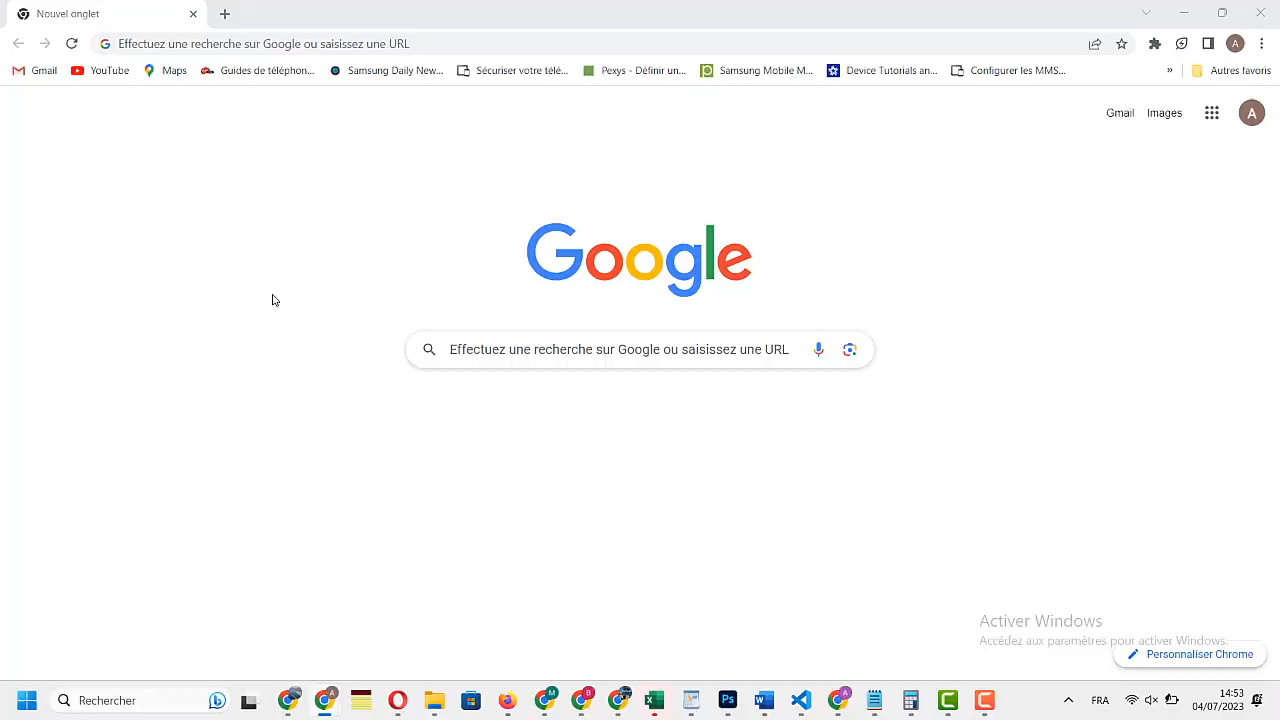 Nouvel onglet
Effectuez une recherche sur Google ou saisissez une URL
A
Gmail
YouTube
Maps
Guides de téléphon...
Samsung Daily New...
Sécuriser votre télé...
Pexys - Définir un...
Samsung Mobile M...
Device Tutorials an...
Configurer les MMS...
»
Autres favoris
Gmail
Images
A
Google
Effectuez une recherche sur Google ou saisissez une URL
Activer Windows
Accédez aux paramètres pour activer Windows.
Personnaliser Chrome
Rechercher
A
M
B
Ps
A
FRA
14:53
04/07/2023